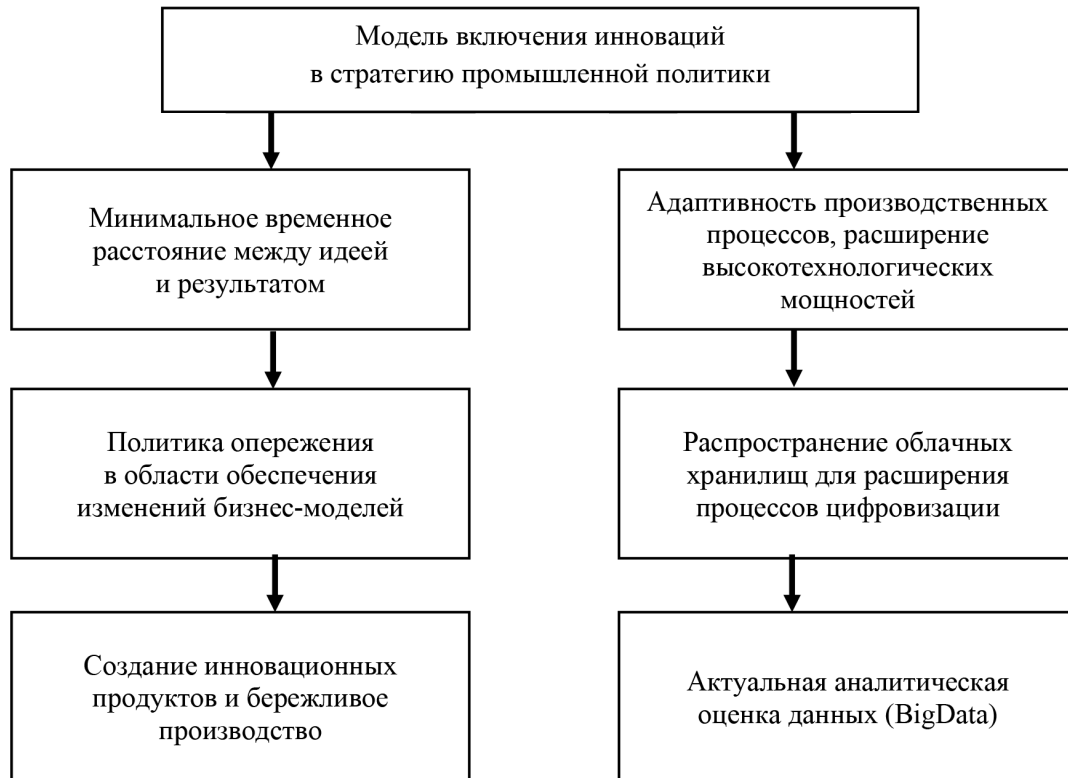 Модель включения инноваций
в стратегию промышленной политики
Минимальное временное
расстояние между идеей
и результатом
Адаптивность производственных
процессов, расширение
высокотехнологических
мощностей
Политика опережения
в области обеспечения
изменений бизнес-моделей
Распространение облачных
хранилищ для расширения
процессов цифровизации
Создание инновационных
продуктов и бережливое
производство
Актуальная аналитическая
оценка данных (BigData)